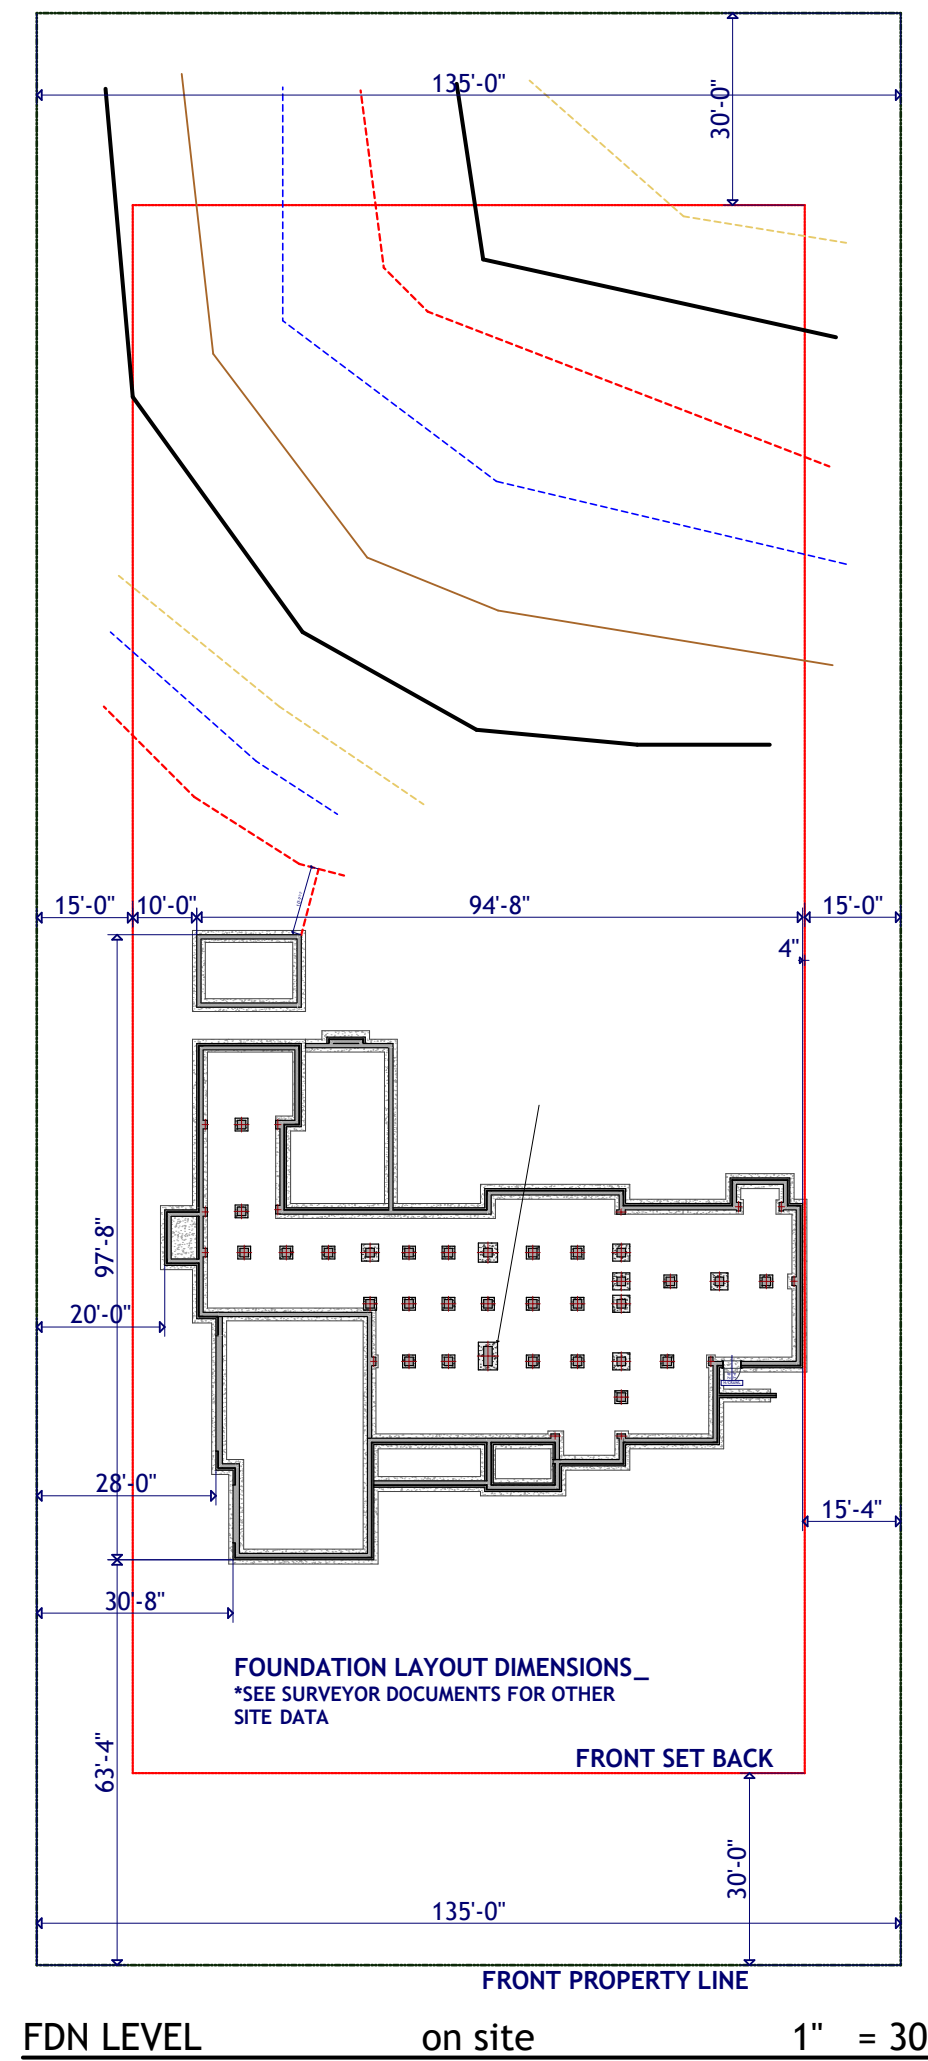 135'-0"
30'-0"
15'-0"
10'-0"
94'-8"
15'-0"
4"
97'-8"
20'-0"
28'-0"
15'-4"
30'-8"
FOUNDATION LAYOUT DIMENSIONS_
*SEE SURVEYOR DOCUMENTS FOR OTHER
SITE DATA
63'-4"
FRONT SET BACK
30'-0"
135'-0"
FRONT PROPERTY LINE
FDN LEVEL on site 1" = 30